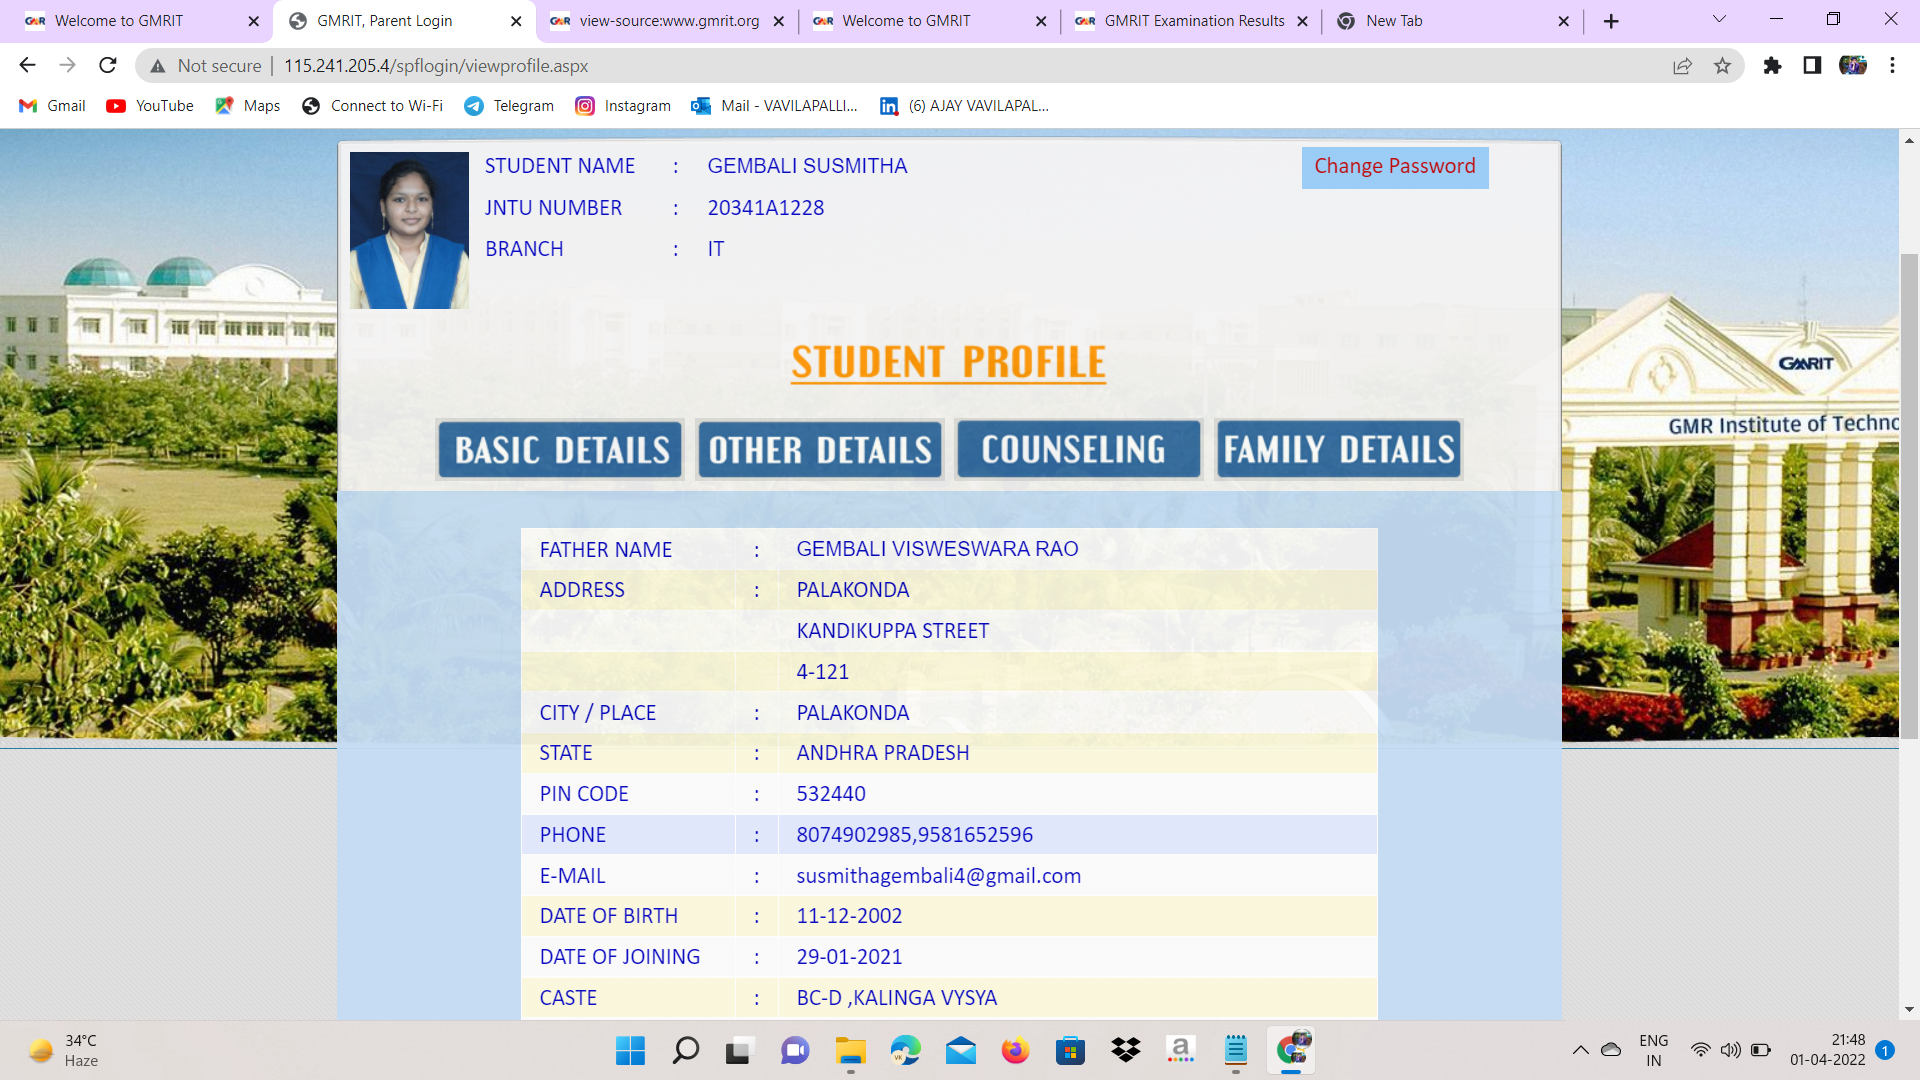 Welcome to GMRIT
GMRIT, Parent Login
view-source:www.gmrit.org
Welcome to GMRIT
GMRIT Examination Results
New Tab
Not secure | 115.241.205.4/spflogin/viewprofile.aspx
Gmail
YouTube
Maps
Connect to Wi-Fi
Telegram
Instagram
Mail - VAVILAPALLI...
(6) AJAY VAVILAPAL...
STUDENT NAME : GEMBALI SUSMITHA
Change Password
JNTU NUMBER : 20341A1228
BRANCH : IT
STUDENT PROFILE
GMRIT
GMR Institute of Techno
BASIC DETAILS
OTHER DETAILS
COUNSELING
FAMILY DETAILS
FATHER NAME : GEMBALI VISWESWARA RAO
ADDRESS : PALAKONDA
KANDIKUPPA STREET
4-121
CITY / PLACE : PALAKONDA
STATE : ANDHRA PRADESH
PIN CODE : 532440
PHONE : 8074902985,9581652596
E-MAIL : susmithagembali4@gmail.com
DATE OF BIRTH : 11-12-2002
DATE OF JOINING : 29-01-2021
CASTE : BC-D ,KALINGA VYSYA
34°C
Haze
ENG
IN
21:48
01-04-2022
1